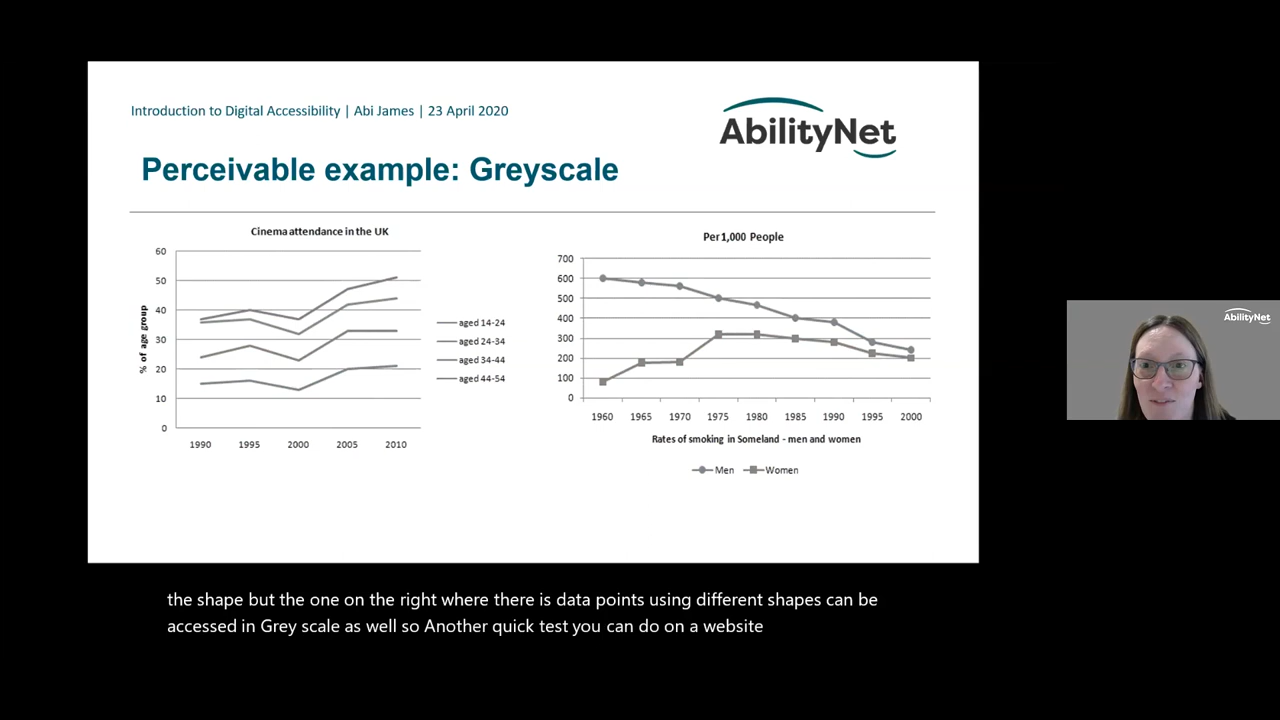 Introduction to Digital Accessibility | Abi James | 23 April 2020
AbilityNet
Perceivable example: Greyscale
Cinema attendance in the UK
60
50
40
30
20
10
0
% of age group
1990 1995 2000 2005 2010
aged 14-24
aged 24-34
aged 34-44
aged 44-54
Per 1,000 People
700
600
500
400
300
200
100
0
1960 1965 1970 1975 1980 1985 1990 1995 2000
Rates of smoking in Someland - men and women
Men Women
AbilityNet
the shape but the one on the right where there is data points using different shapes can be
accessed in Grey scale as well so Another quick test you can do on a website